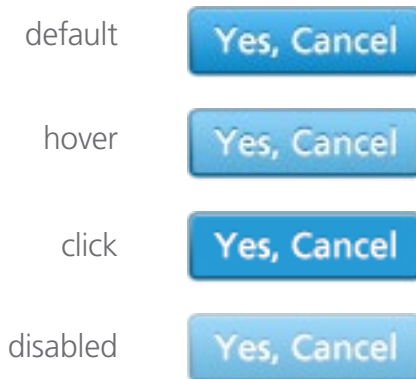 default Yes, Cancel
hover Yes, Cancel
click Yes, Cancel
disabled Yes, Cancel